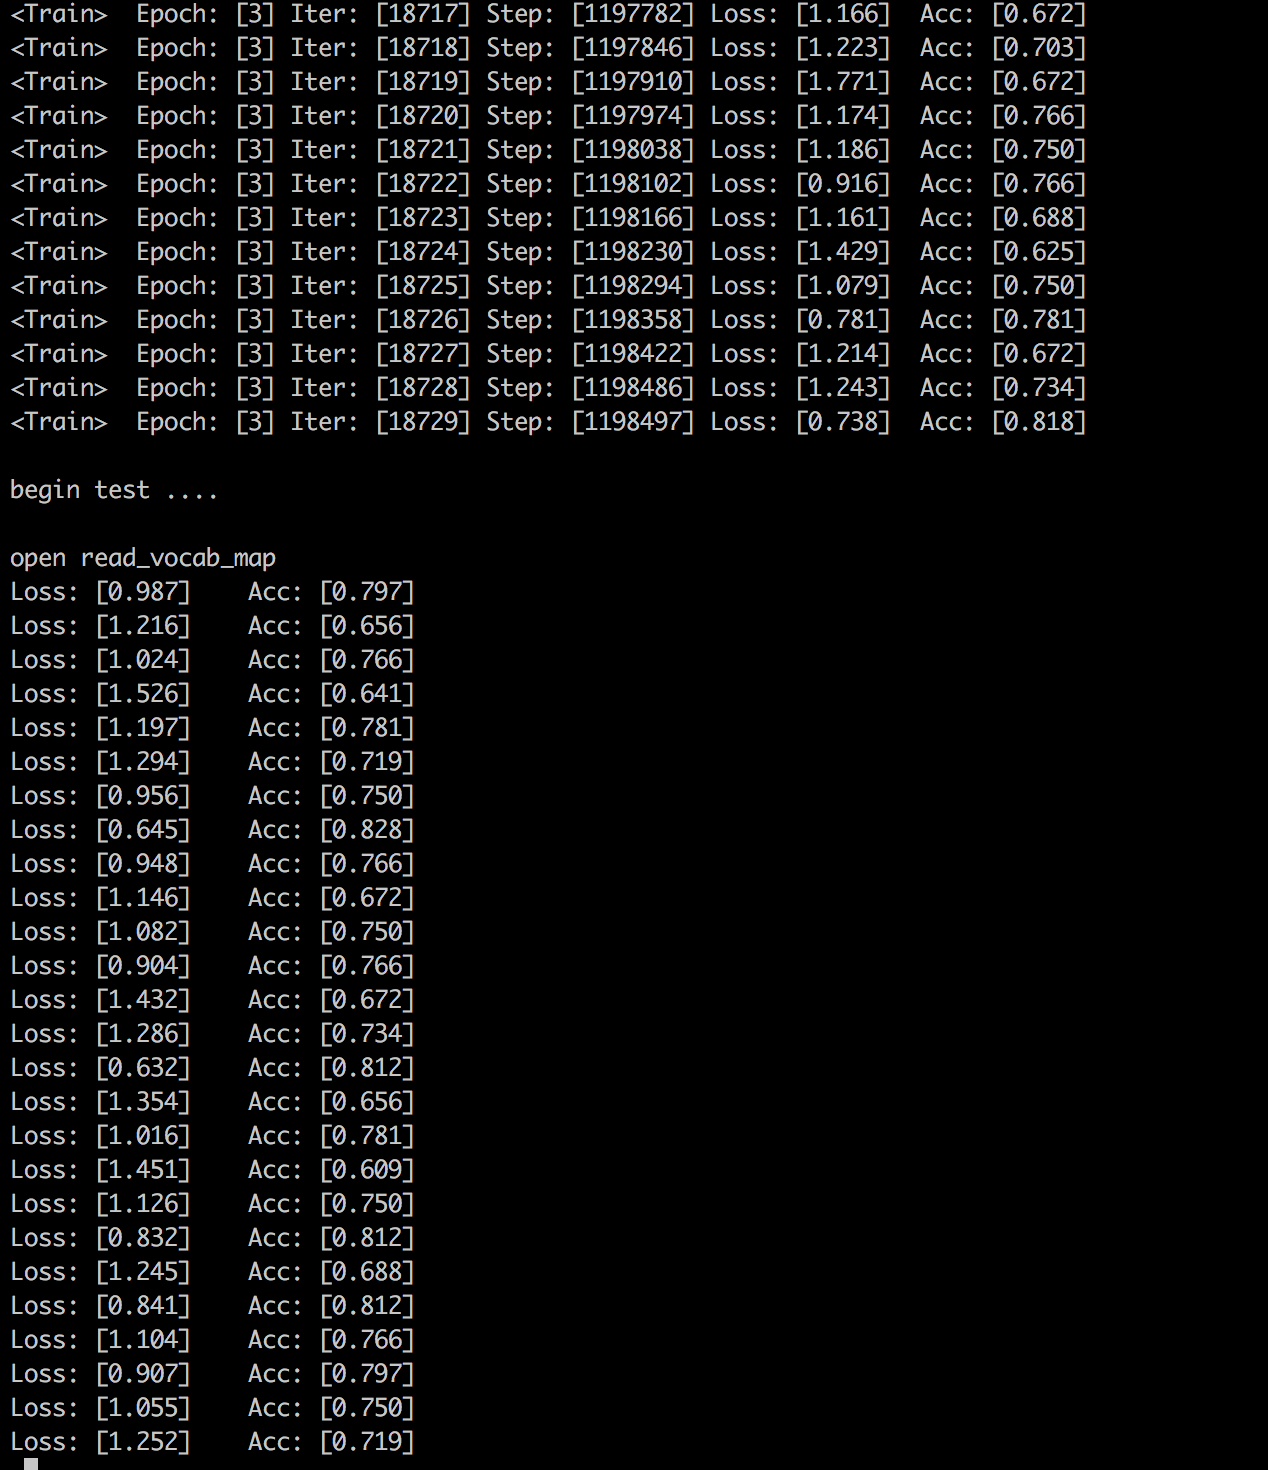 <Train>  Epoch: [3] Iter: [18717] Step: [1197782] Loss: [1.166]  Acc: [0.672]
<Train>  Epoch: [3] Iter: [18718] Step: [1197846] Loss: [1.223]  Acc: [0.703]
<Train>  Epoch: [3] Iter: [18719] Step: [1197910] Loss: [1.771]  Acc: [0.672]
<Train>  Epoch: [3] Iter: [18720] Step: [1197974] Loss: [1.174]  Acc: [0.766]
<Train>  Epoch: [3] Iter: [18721] Step: [1198038] Loss: [1.186]  Acc: [0.750]
<Train>  Epoch: [3] Iter: [18722] Step: [1198102] Loss: [0.916]  Acc: [0.766]
<Train>  Epoch: [3] Iter: [18723] Step: [1198166] Loss: [1.161]  Acc: [0.688]
<Train>  Epoch: [3] Iter: [18724] Step: [1198230] Loss: [1.429]  Acc: [0.625]
<Train>  Epoch: [3] Iter: [18725] Step: [1198294] Loss: [1.079]  Acc: [0.750]
<Train>  Epoch: [3] Iter: [18726] Step: [1198358] Loss: [0.781]  Acc: [0.781]
<Train>  Epoch: [3] Iter: [18727] Step: [1198422] Loss: [1.214]  Acc: [0.672]
<Train>  Epoch: [3] Iter: [18728] Step: [1198486] Loss: [1.243]  Acc: [0.734]
<Train>  Epoch: [3] Iter: [18729] Step: [1198497] Loss: [0.738]  Acc: [0.818]
begin test ....
open read_vocab_map
Loss: [0.987]    Acc: [0.797]
Loss: [1.216]    Acc: [0.656]
Loss: [1.024]    Acc: [0.766]
Loss: [1.526]    Acc: [0.641]
Loss: [1.197]    Acc: [0.781]
Loss: [1.294]    Acc: [0.719]
Loss: [0.956]    Acc: [0.750]
Loss: [0.645]    Acc: [0.828]
Loss: [0.948]    Acc: [0.766]
Loss: [1.146]    Acc: [0.672]
Loss: [1.082]    Acc: [0.750]
Loss: [0.904]    Acc: [0.766]
Loss: [1.432]    Acc: [0.672]
Loss: [1.286]    Acc: [0.734]
Loss: [0.632]    Acc: [0.812]
Loss: [1.354]    Acc: [0.656]
Loss: [1.016]    Acc: [0.781]
Loss: [1.451]    Acc: [0.609]
Loss: [1.126]    Acc: [0.750]
Loss: [0.832]    Acc: [0.812]
Loss: [1.245]    Acc: [0.688]
Loss: [0.841]    Acc: [0.812]
Loss: [1.104]    Acc: [0.766]
Loss: [0.907]    Acc: [0.797]
Loss: [1.055]    Acc: [0.750]
Loss: [1.252]    Acc: [0.719]